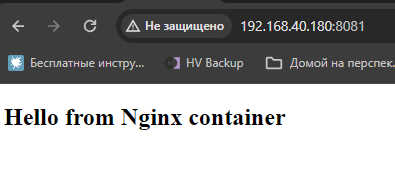 Не защищено 192.168.40.180:8081
Бесплатные инстру... HV Backup Домой на перспек.
Hello from Nginx container